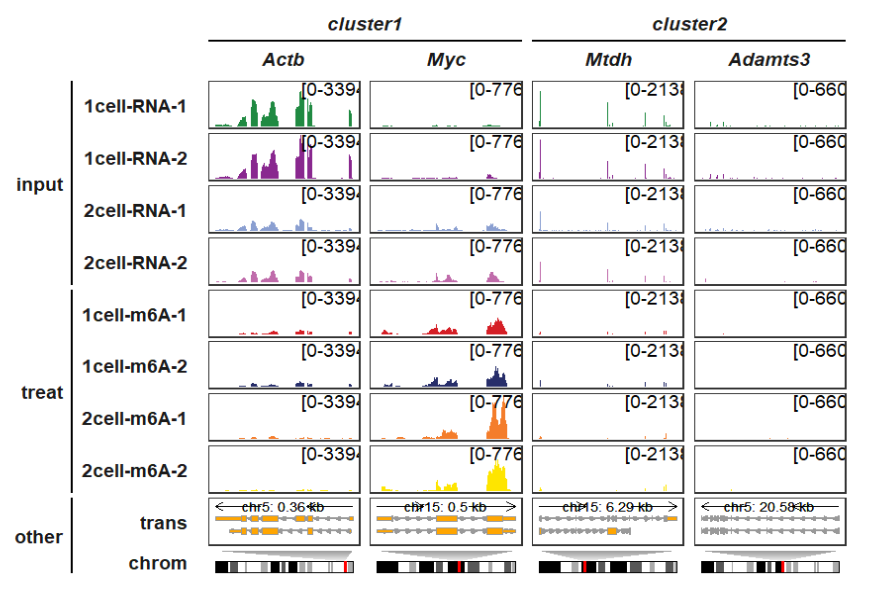 cluster1 cluster2
Actb Myc Mtdh Adamts3
1cell-RNA-1 [0-3394 [0-776 [0-2138 [0-660
1cell-RNA-2 [0-3394 [0-776 [0-2138 [0-660
input
2cell-RNA-1 [0-3394 [0-776 [0-2138 [0-660
2cell-RNA-2 [0-3394 [0-776 [0-2138 [0-660
1cell-m6A-1 [0-3394 [0-776 [0-2138 [0-660
1cell-m6A-2 [0-3394 [0-776 [0-2138 [0-660
treat
2cell-m6A-1 [0-3394 [0-776 [0-2138 [0-660
2cell-m6A-2 [0-3394 [0-776 [0-2138 [0-660
chr5: 0.36 kb chr15: 0.5 kb chr15: 6.29 kb chr5: 20.58 kb
trans
other
chrom